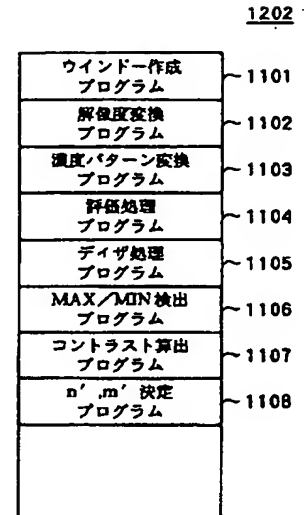 1202
ウインドー作成
プログラム
~1101
解像度変換
プログラム
~1102
濃度パターン変換
プログラム
~1103
評価処理
プログラム
~1104
ディザ処理
プログラム
~1105
MAX/MIN検出
プログラム
~1106
コントラスト算出
プログラム
~1107
n′,m′ 決定
プログラム
~1108